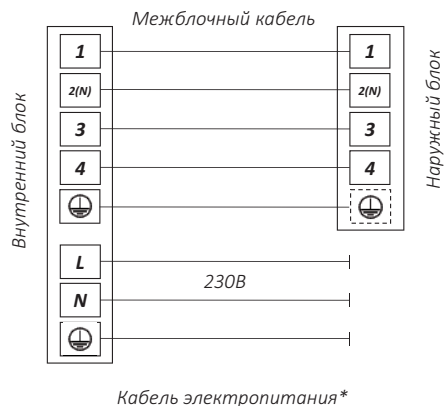 Межблочный кабель
Внутренний блок
Наружный блок
1 1
2(N) 2(N)
3 3
4 4
L
230В
N
Кабель электропитания*